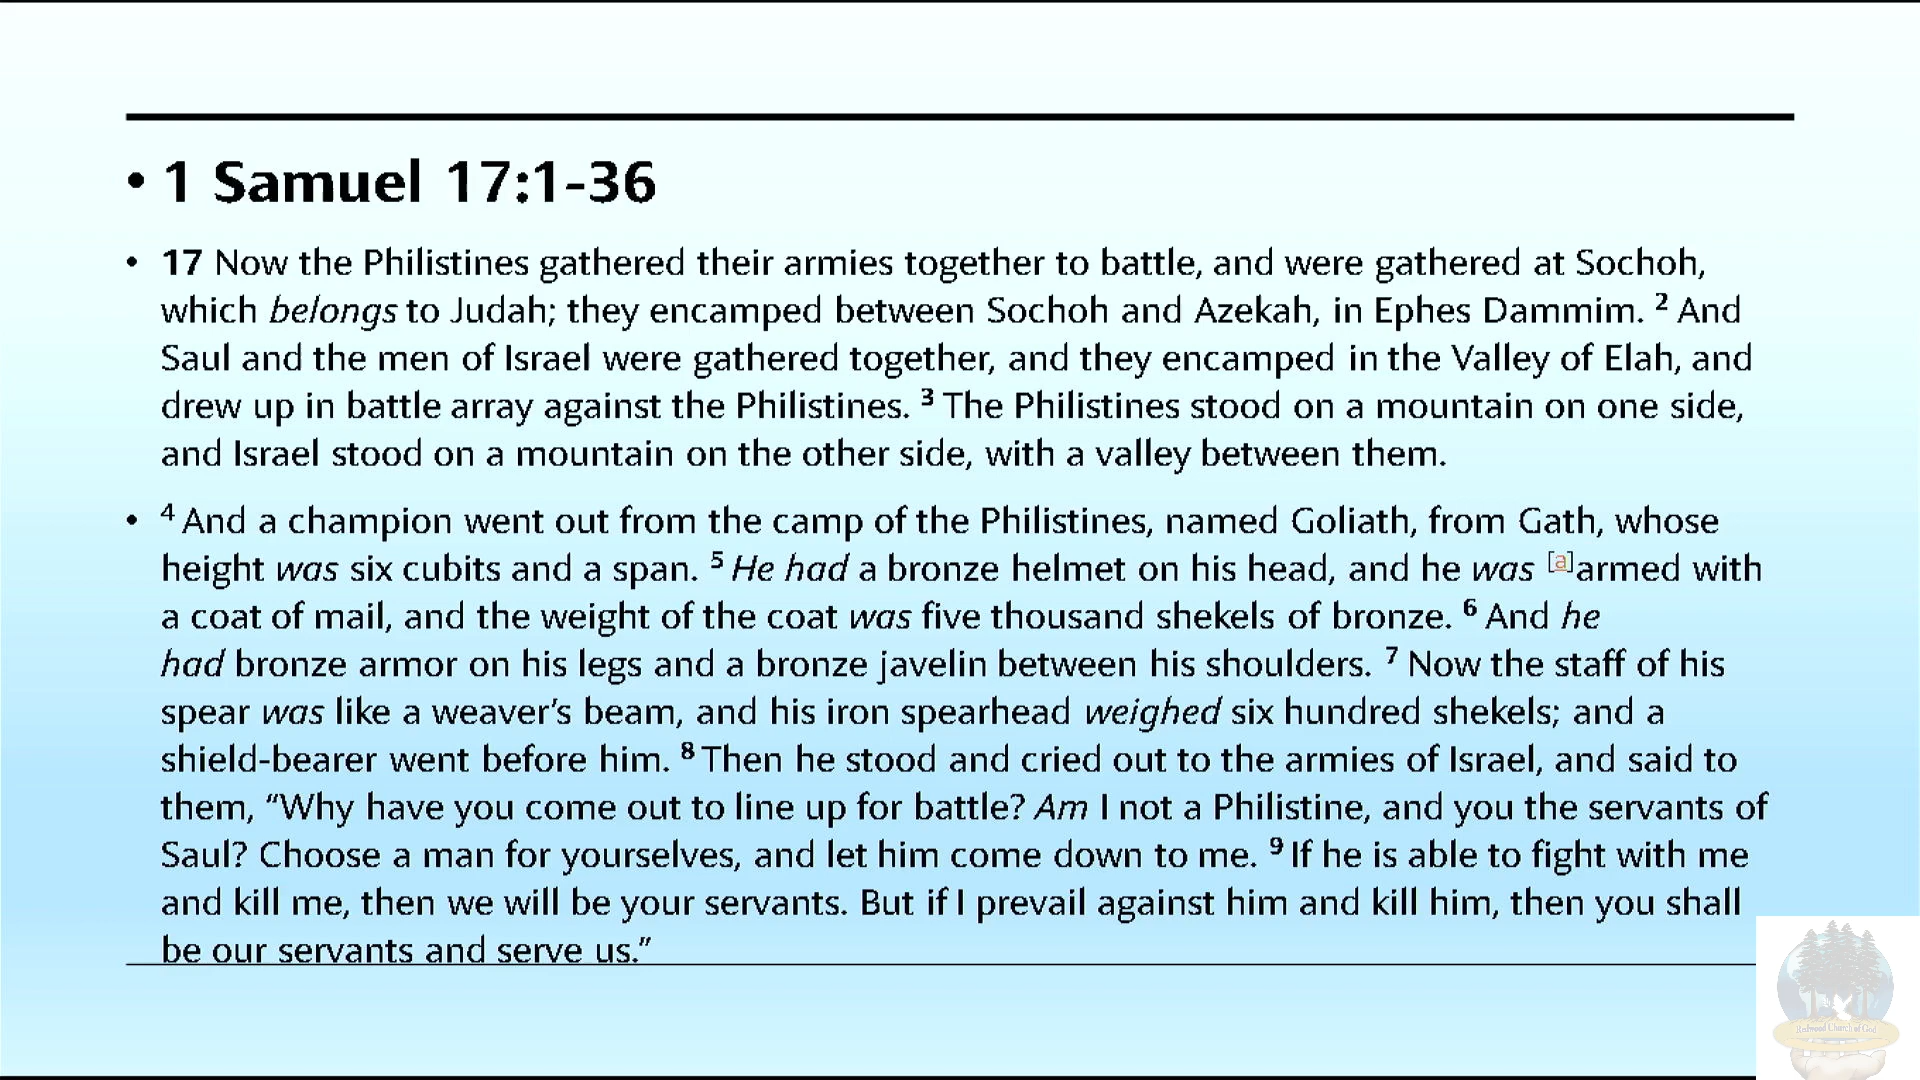 • 1 Samuel 17:1-36
• 17 Now the Philistines gathered their armies together to battle, and were gathered at Sochoh,
which belongs to Judah; they encamped between Sochoh and Azekah, in Ephes Dammim. 2 And
Saul and the men of Israel were gathered together, and they encamped in the Valley of Elah, and
drew up in battle array against the Philistines. 3 The Philistines stood on a mountain on one side,
and Israel stood on a mountain on the other side, with a valley between them.
• 4 And a champion went out from the camp of the Philistines, named Goliath, from Gath, whose
height was six cubits and a span. 5 He had a bronze helmet on his head, and he was [a]armed with
a coat of mail, and the weight of the coat was five thousand shekels of bronze. 6 And he
had bronze armor on his legs and a bronze javelin between his shoulders. 7 Now the staff of his
spear was like a weaver’s beam, and his iron spearhead weighed six hundred shekels; and a
shield-bearer went before him. 8 Then he stood and cried out to the armies of Israel, and said to
them, “Why have you come out to line up for battle? Am I not a Philistine, and you the servants of
Saul? Choose a man for yourselves, and let him come down to me. 9 If he is able to fight with me
and kill me, then we will be your servants. But if I prevail against him and kill him, then you shall
be our servants and serve us.”
Redwood Church of God